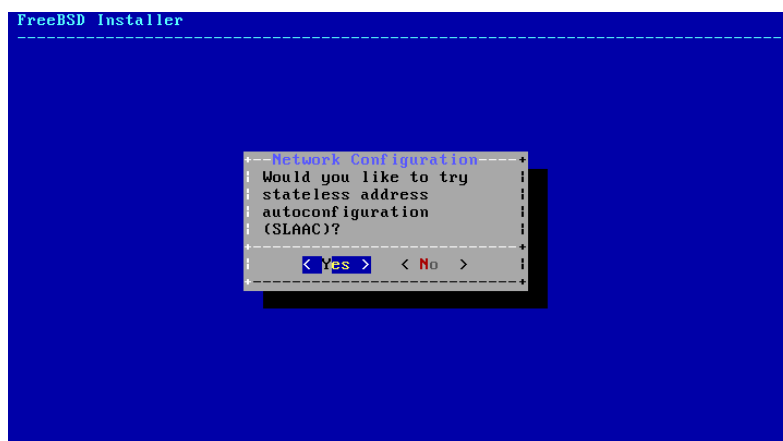 FreeBSD Installer
Network Configuration
Would you like to try
stateless address
autoconfiguration
(SLAAC)?
< Yes > < No >